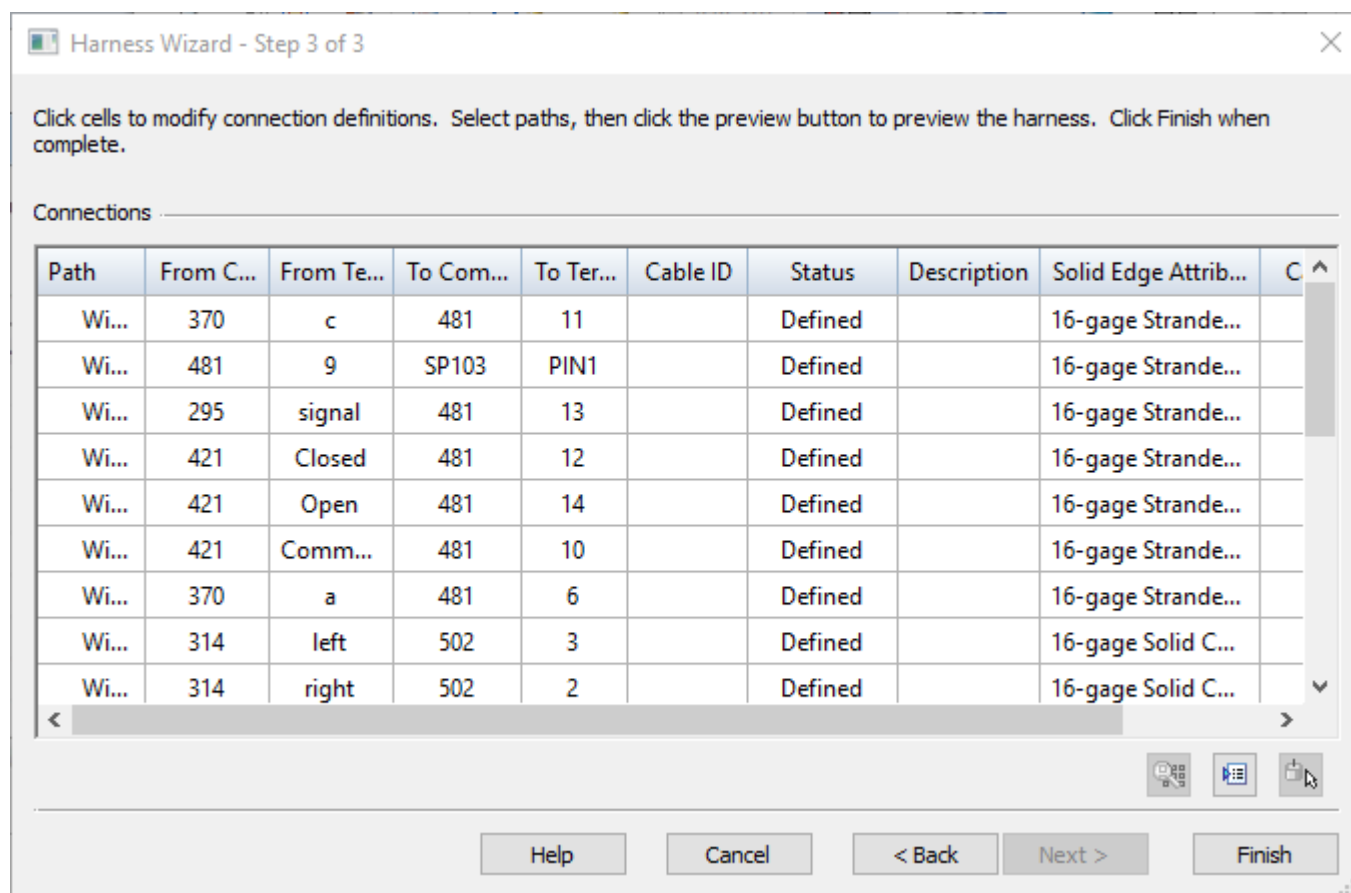 Harness Wizard - Step 3 of 3
Click cells to modify connection definitions. Select paths, then click the preview button to preview the harness. Click Finish when
complete.
Connections
Path From C... From Te... To Com... To Ter... Cable ID Status Description Solid Edge Attrib... C
Wi... 370 c 481 11 Defined 16-gage Strande...
Wi... 481 9 SP103 PIN1 Defined 16-gage Strande...
Wi... 295 signal 481 13 Defined 16-gage Strande...
Wi... 421 Closed 481 12 Defined 16-gage Strande...
Wi... 421 Open 481 14 Defined 16-gage Strande...
Wi... 421 Comm... 481 10 Defined 16-gage Strande...
Wi... 370 a 481 6 Defined 16-gage Strande...
Wi... 314 left 502 3 Defined 16-gage Solid C...
Wi... 314 right 502 2 Defined 16-gage Solid C...
Help Cancel < Back Next > Finish